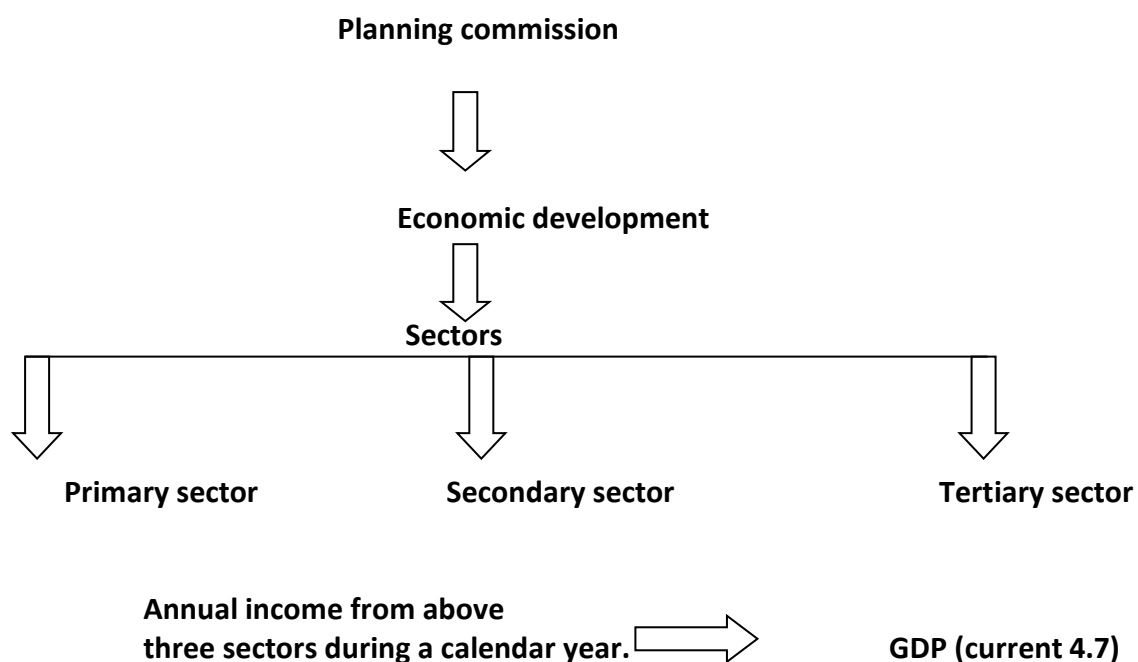 Planning commission
Economic development
Sectors
Primary sector
Secondary sector
Tertiary sector
Annual income from above
three sectors during a calendar year.
GDP (current 4.7)